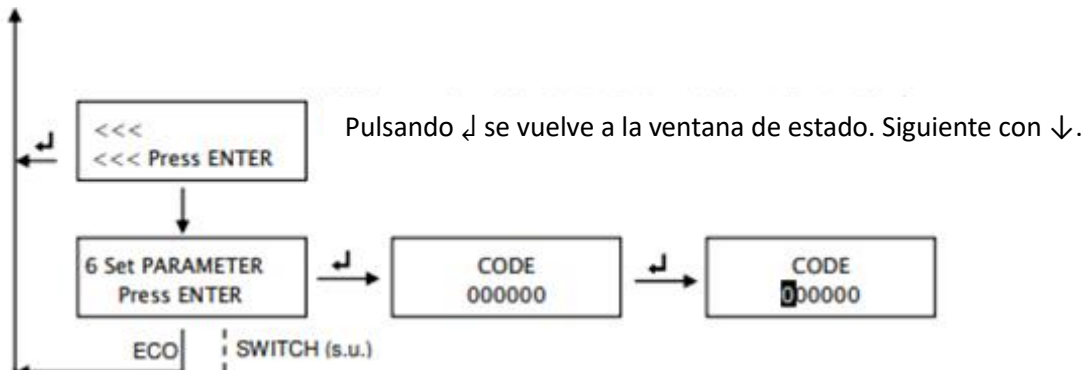 <<<
<<< Press ENTER
Pulsando ↲ se vuelve a la ventana de estado. Siguiente con ↓.
6 Set PARAMETER
Press ENTER
CODE
000000
CODE
000000
ECO
SWITCH (s.u.)